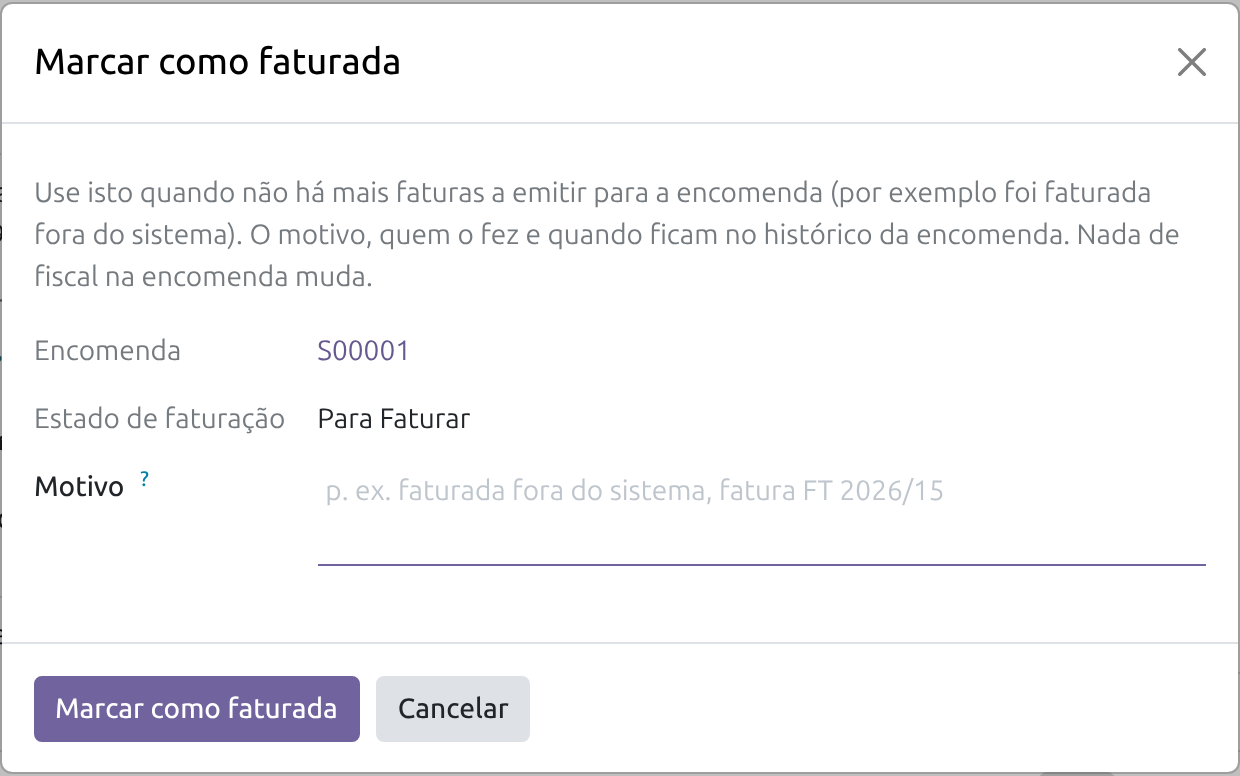 Marcar como faturada
Use isto quando não há mais faturas a emitir para a encomenda (por exemplo foi faturada
fora do sistema). O motivo, quem o fez e quando ficam no histórico da encomenda. Nada de
fiscal na encomenda muda.
Encomenda S00001
Estado de faturação Para Faturar
Motivo ? p. ex. faturada fora do sistema, fatura FT 2026/15
Marcar como faturada Cancelar